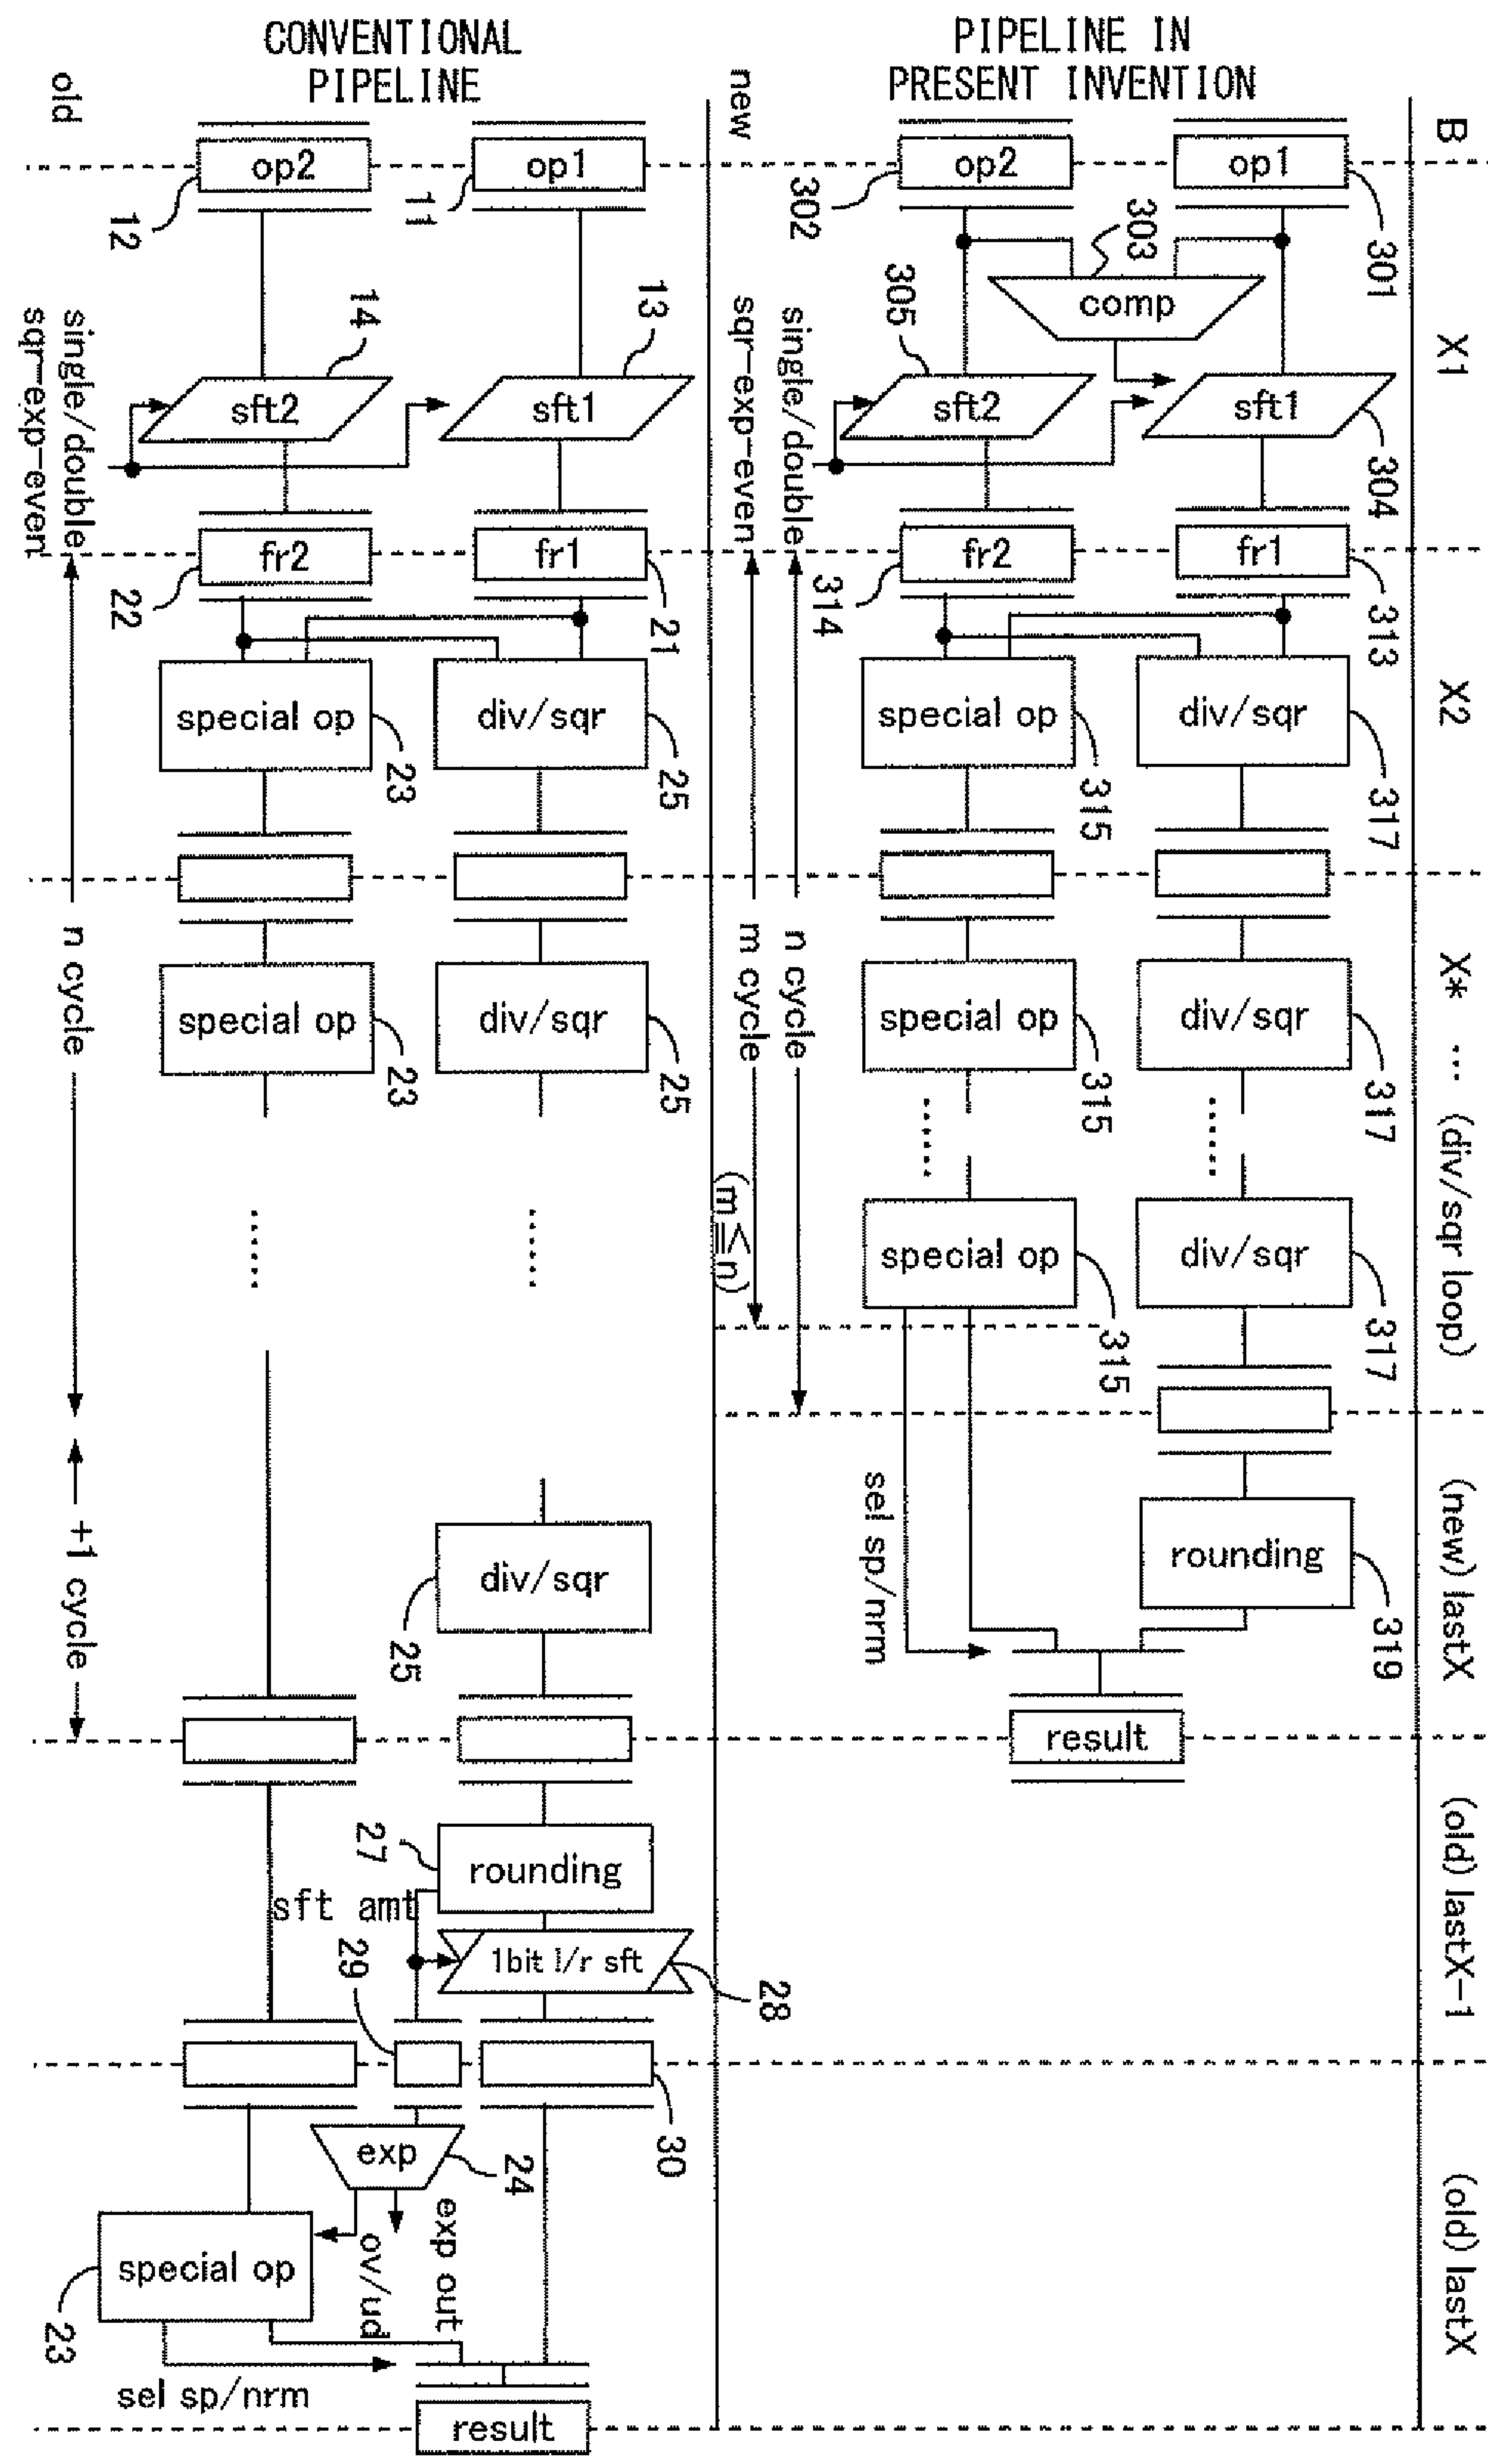 CONVENTIONAL
PIPELINE
PIPELINE IN
PRESENT INVENTION
old
new
B
op2
op1
op2
op1
12
11
302
303
301
comp
X1
14
13
305
sft2
sft1
sft2
sft1
304
single/double
sqr-exp-even
single/double
sqr-exp-even
fr2
fr1
fr2
fr1
22
21
314
313
special op
div/sqr
special op
div/sqr
X2
23
25
315
317
n cycle
m cycle
n cycle
special op
div/sqr
special op
div/sqr
X* ... (div/sqr loop)
23
25
315
317
......
......
......
......
(m≦n)
special op
div/sqr
315
317
+1 cycle
div/sqr
25
sel sp/nrm
rounding
319
(new) lastX
result
27
rounding
sft amt
1bit l/r sft
28
29
(old) lastX-1
30
exp
24
exp out
ov/ud
special op
23
(old) lastX
sel sp/nrm
result